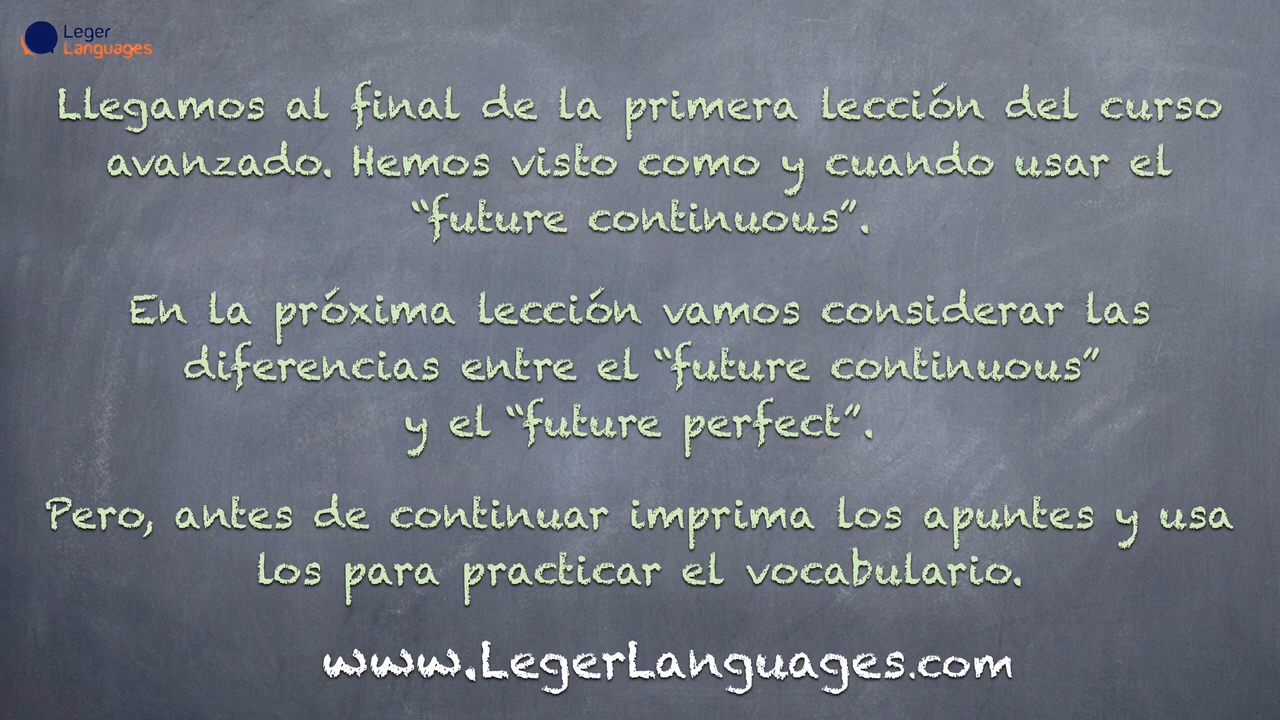 Leger
Languages
Llegamos al final de la primera lección del curso
avanzado. Hemos visto como y cuando usar el
“future continuous”.
En la próxima lección vamos considerar las
diferencias entre el “future continuous”
y el “future perfect”.
Pero, antes de continuar imprima los apuntes y usa
los para practicar el vocabulario.
www.LegerLanguages.com